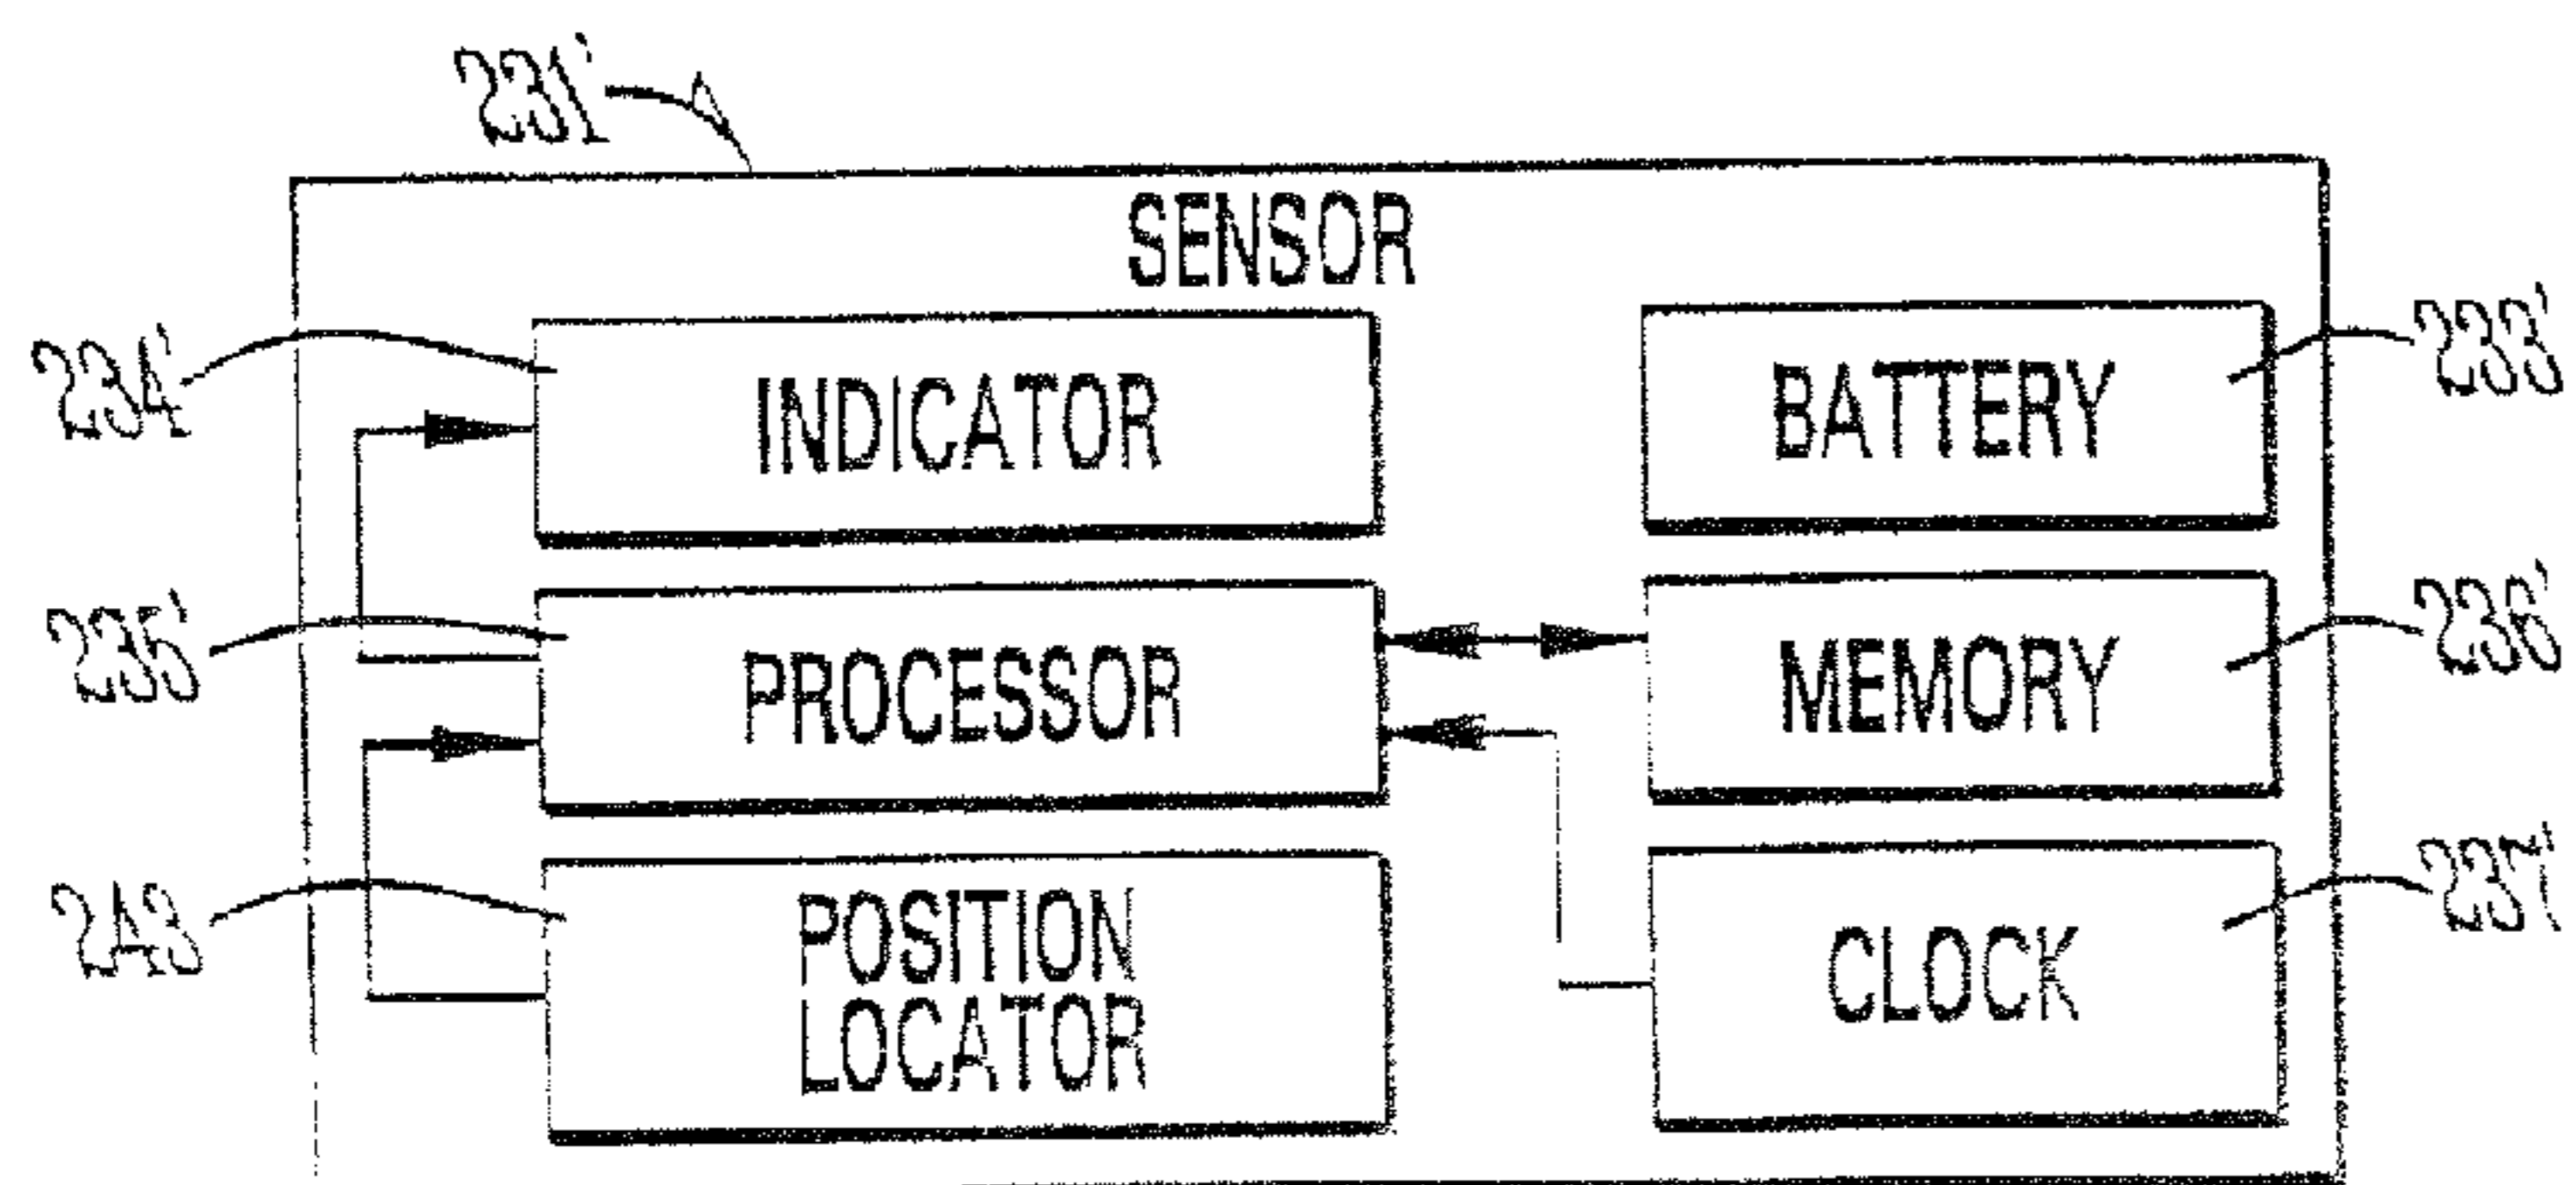 231'
SENSOR
234'
INDICATOR
BATTERY
233'
235'
PROCESSOR
MEMORY
236'
243
POSITION
LOCATOR
CLOCK
237'